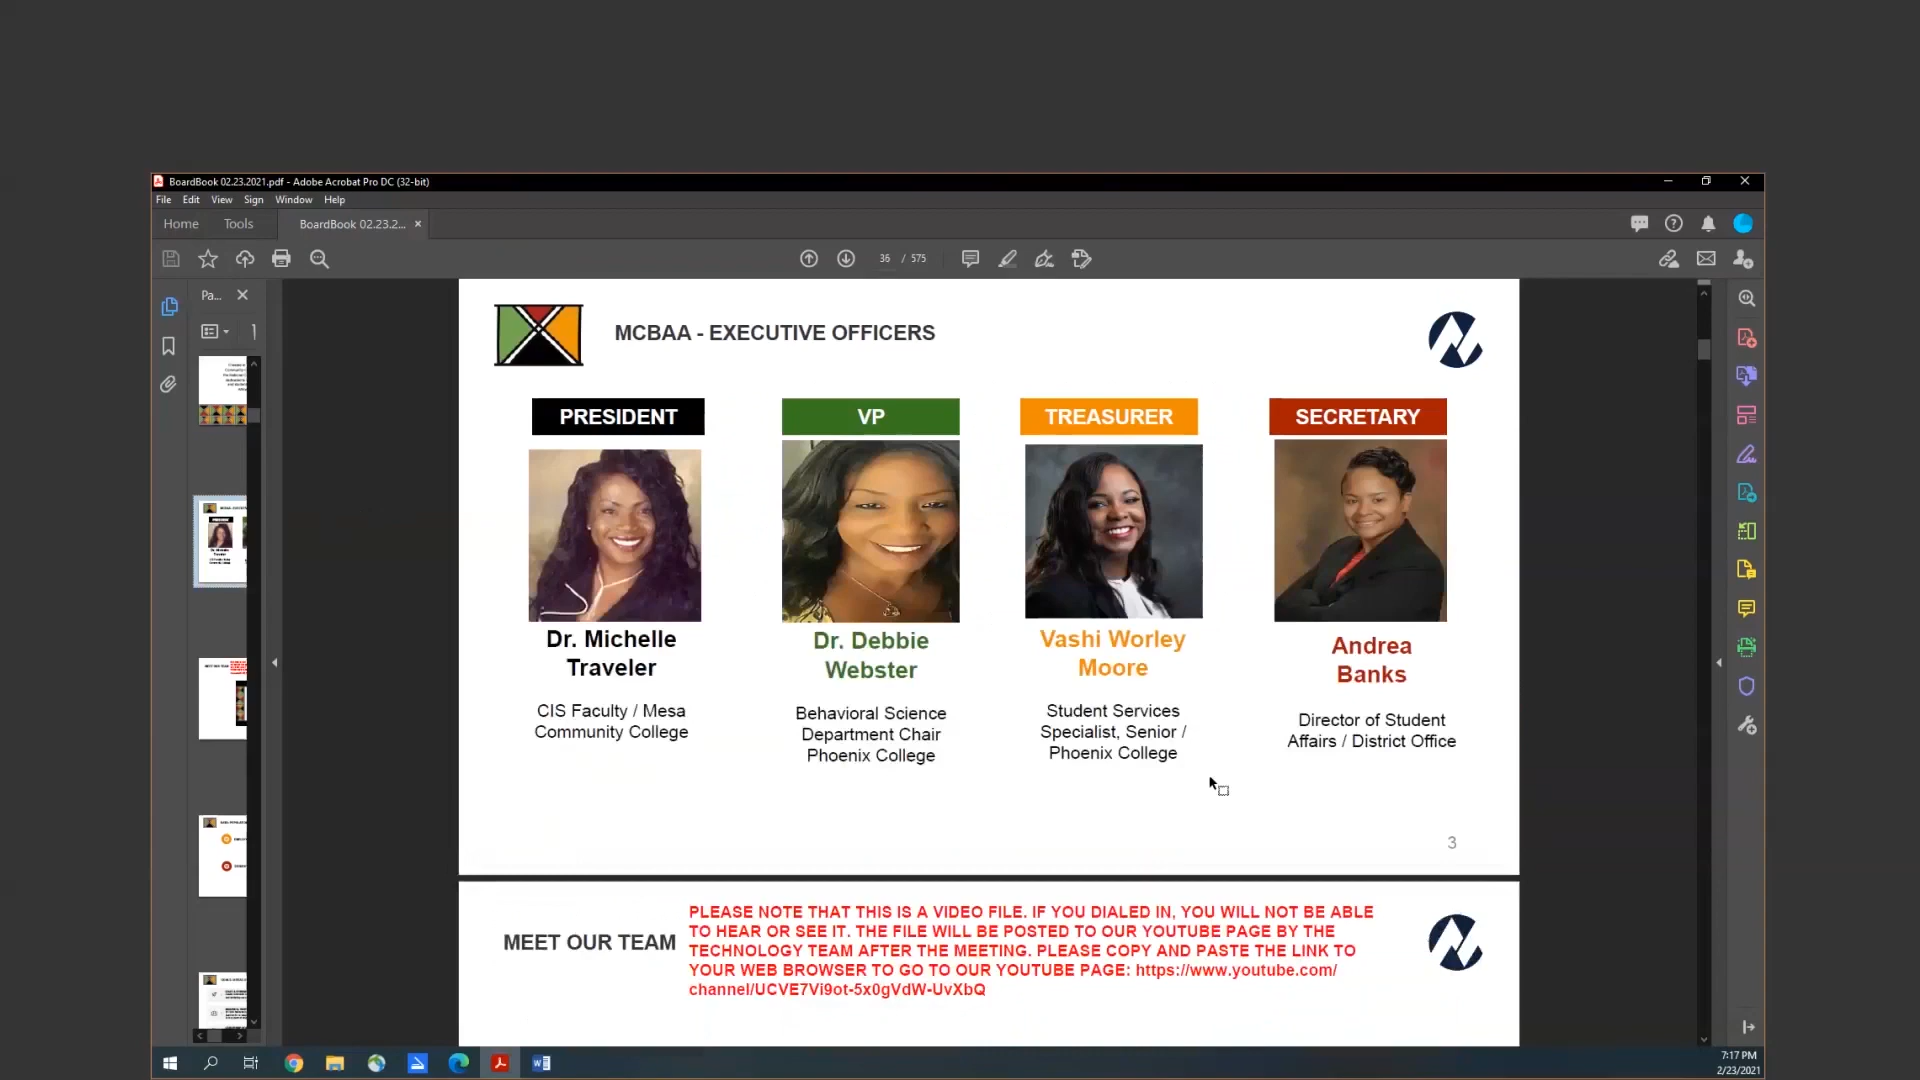 BoardBook 02.23.2021.pdf - Adobe Acrobat Pro DC (32-bit)
File Edit View Sign Window Help
Home Tools BoardBook 02.23.2... ×
36 / 575
Pa...
MCBAA - EXECUTIVE OFFICERS
PRESIDENT VP TREASURER SECRETARY
Dr. Michelle
Traveler
CIS Faculty / Mesa
Community College
Dr. Debbie
Webster
Behavioral Science
Department Chair
Phoenix College
Vashi Worley
Moore
Student Services
Specialist, Senior /
Phoenix College
Andrea
Banks
Director of Student
Affairs / District Office
3
MEET OUR TEAM
PLEASE NOTE THAT THIS IS A VIDEO FILE. IF YOU DIALED IN, YOU WILL NOT BE ABLE
TO HEAR OR SEE IT. THE FILE WILL BE POSTED TO OUR YOUTUBE PAGE BY THE
TECHNOLOGY TEAM AFTER THE MEETING. PLEASE COPY AND PASTE THE LINK TO
YOUR WEB BROWSER TO GO TO OUR YOUTUBE PAGE: https://www.youtube.com/
channel/UCVE7Vi9ot-5x0gVdW-UvXbQ
7:17 PM
2/23/2021